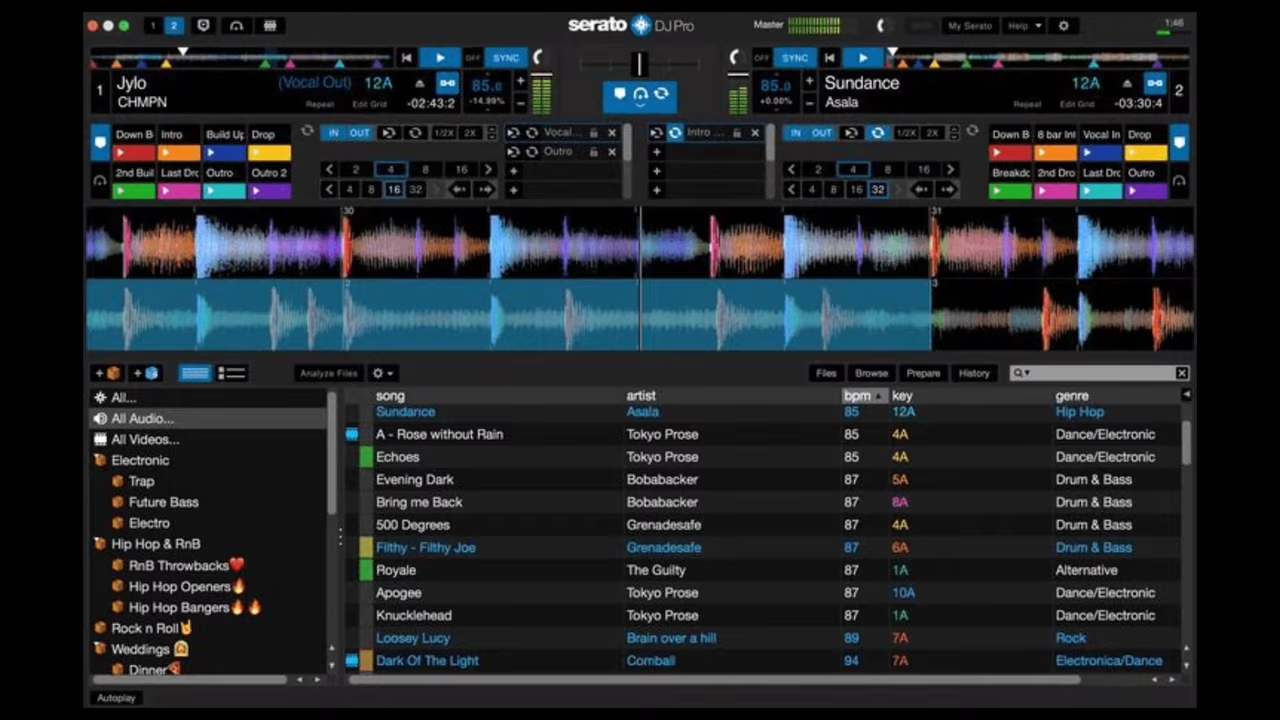 1 2 serato DJ Pro Master My Serato Help 1:46
OFF SYNC OFF SYNC
1 Jylo (Vocal Out) 12A 85.0 85.0 Sundance 12A 2
CHMPN Repeat Edit Grid -02:43:2 -14.99% +0.00% Asala Repeat Edit Grid -03:30:4
Down B Intro Build Up Drop IN OUT 1/2X 2X Vocal... Intro ... IN OUT 1/2X 2X Down B 8 bar Int Vocal In Drop
Outro
2nd Buil Last Dro Outro Outro 2 2 4 8 16 2 4 8 16 Breakdo 2nd Dro Last Dro Outro
4 8 16 32 4 8 16 32
30 31
2 3
Analyze Files Files Browse Prepare History
song artist bpm key genre
All... Sundance Asala 85 12A Hip Hop
All Audio... A - Rose without Rain Tokyo Prose 85 4A Dance/Electronic
All Videos... Echoes Tokyo Prose 85 4A Dance/Electronic
Electronic Evening Dark Bobabacker 87 5A Drum & Bass
Trap Bring me Back Bobabacker 87 8A Drum & Bass
Future Bass 500 Degrees Grenadesafe 87 4A Drum & Bass
Electro Filthy - Filthy Joe Grenadesafe 87 6A Drum & Bass
Hip Hop & RnB Royale The Guilty 87 1A Alternative
RnB Throwbacks❤️ Apogee Tokyo Prose 87 10A Dance/Electronic
Hip Hop Openers🔥 Knucklehead Tokyo Prose 87 1A Dance/Electronic
Hip Hop Bangers🔥🔥 Loosey Lucy Brain over a hill 89 7A Rock
Rock n Roll🤘 Dark Of The Light Comball 94 7A Electronica/Dance
Weddings 👰
Dinner🍕
Autoplay